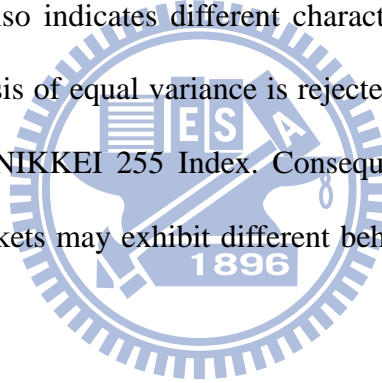 so indicates different charact
sis of equal variance is rejecte
ES A
NIKKEI 255 Index. Consequ
kets may exhibit different beh
1896